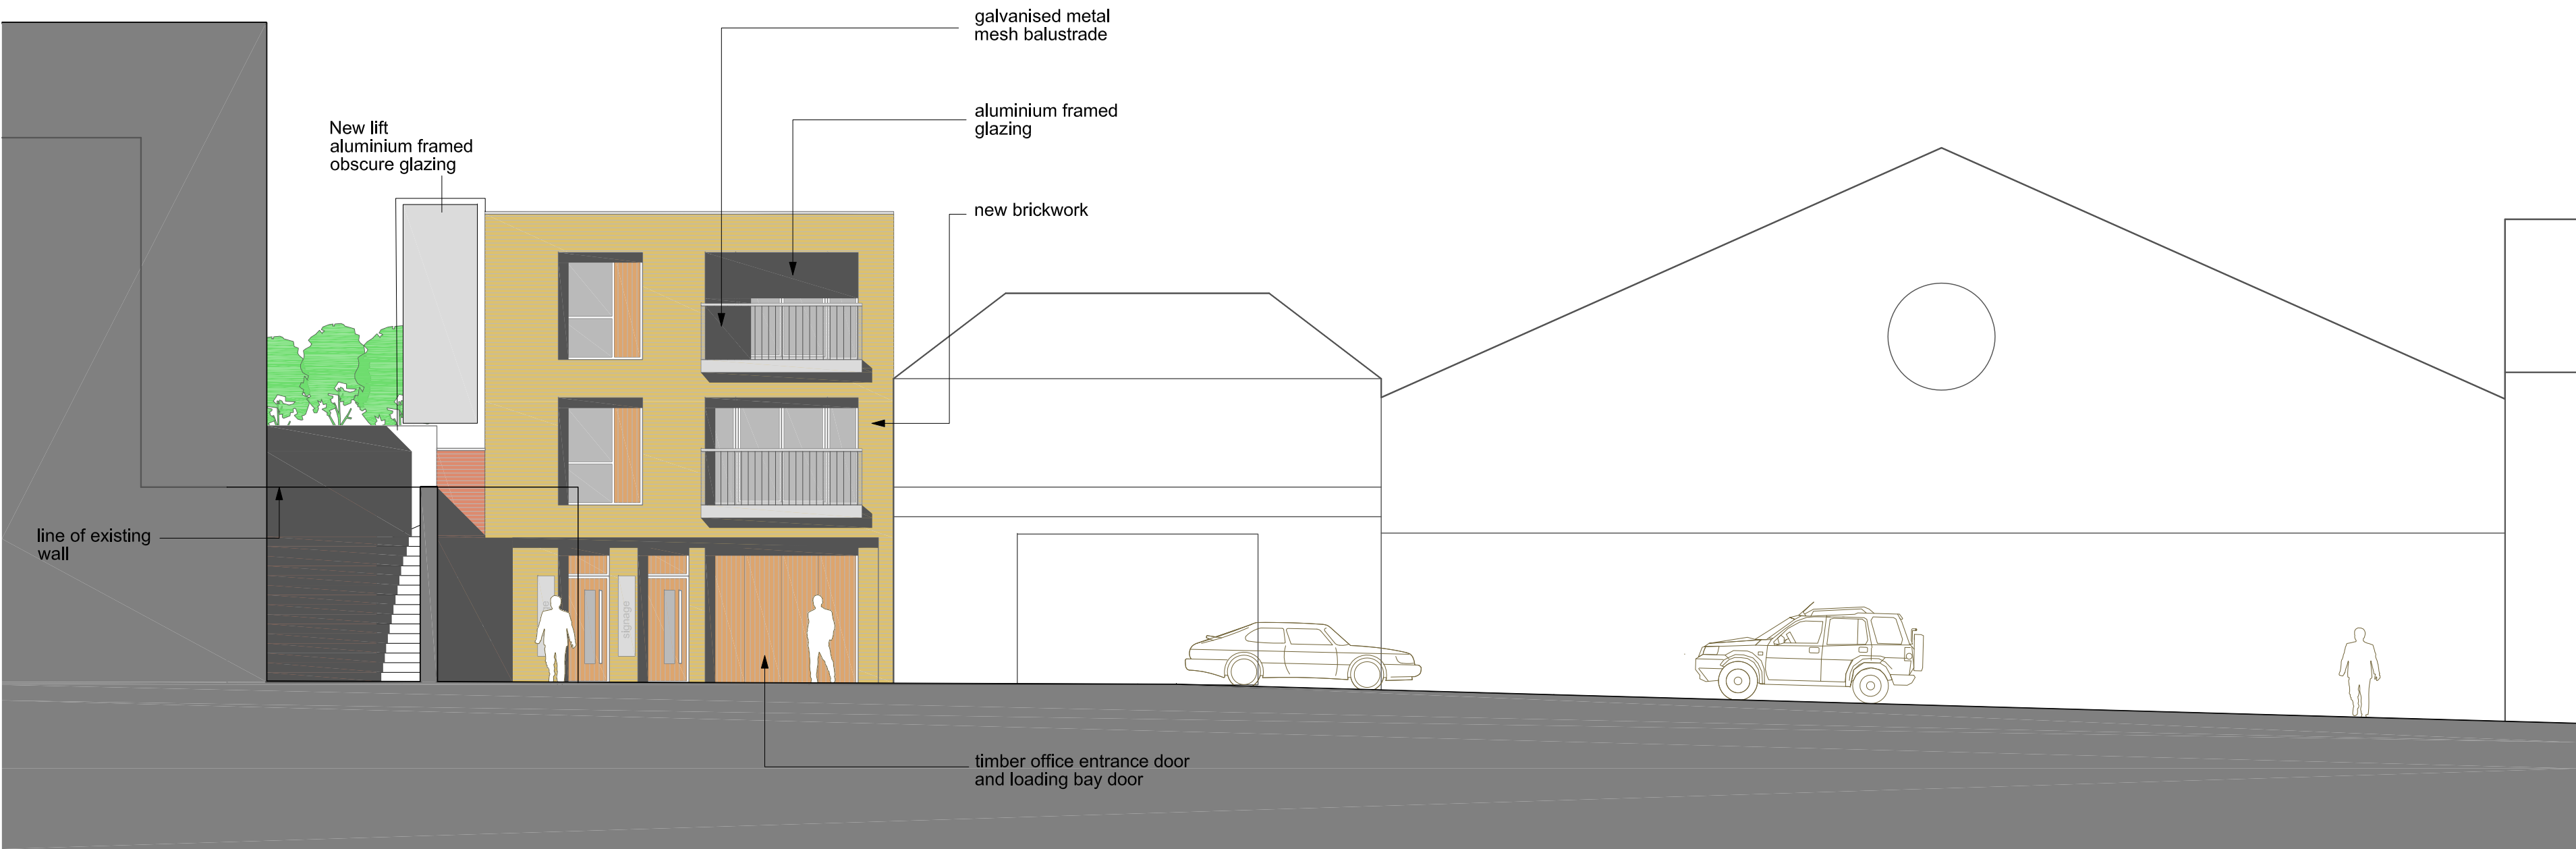 galvanised metal
mesh balustrade
New lift
aluminium framed
obscure glazing
aluminium framed
glazing
new brickwork
line of existing
wall
signage
timber office entrance door
and loading bay door